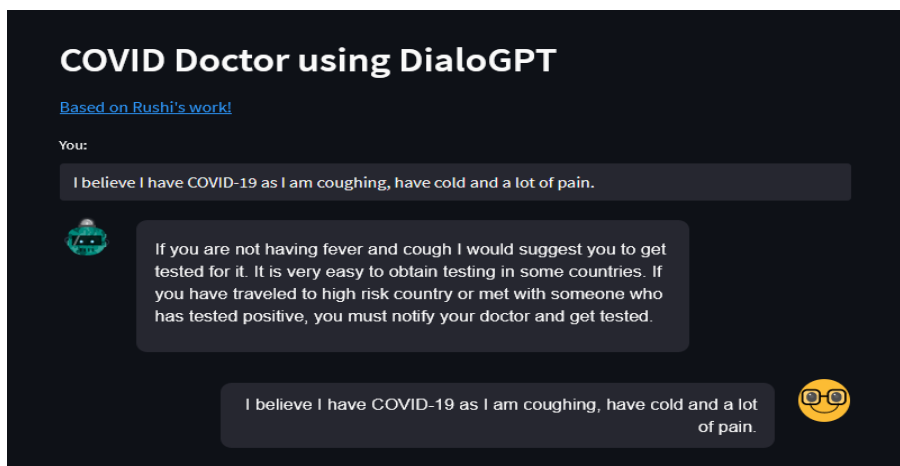 COVID Doctor using DialoGPT
Based on Rushi's work!
You:
I believe I have COVID-19 as I am coughing, have cold and a lot of pain.
If you are not having fever and cough I would suggest you to get
tested for it. It is very easy to obtain testing in some countries. If
you have traveled to high risk country or met with someone who
has tested positive, you must notify your doctor and get tested.
I believe I have COVID-19 as I am coughing, have cold and a lot
of pain.